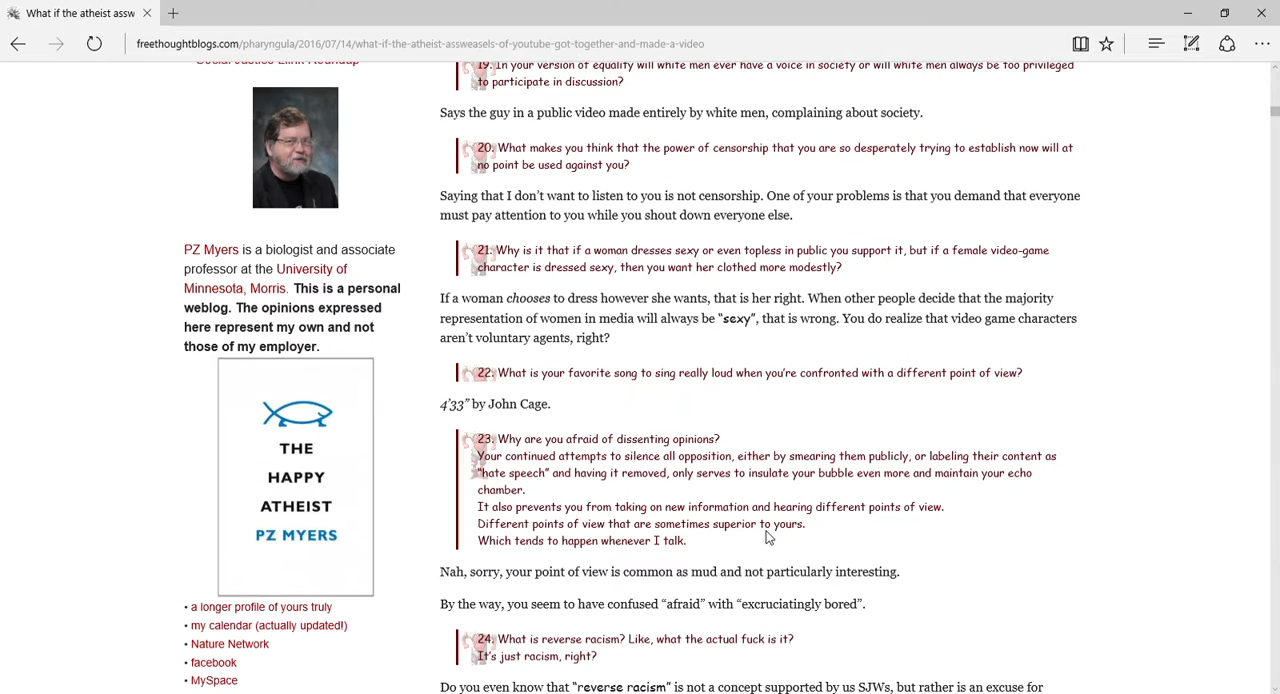 What if the atheist assw
freethoughtblogs.com/pharyngula/2016/07/14/what-if-the-atheist-assweasels-of-youtube-got-together-and-made-a-video
Social Justice Link Roundup
PZ Myers is a biologist and associate
professor at the University of
Minnesota, Morris. This is a personal
weblog. The opinions expressed
here represent my own and not
those of my employer.
THE
HAPPY
ATHEIST
PZ MYERS
• a longer profile of yours truly
• my calendar (actually updated!)
• Nature Network
• facebook
• MySpace
19. In your version of equality will white men ever have a voice in society or will white men always be too privileged
to participate in discussion?
Says the guy in a public video made entirely by white men, complaining about society.
20. What makes you think that the power of censorship that you are so desperately trying to establish now will at
no point be used against you?
Saying that I don't want to listen to you is not censorship. One of your problems is that you demand that everyone
must pay attention to you while you shout down everyone else.
21. Why is it that if a woman dresses sexy or even topless in public you support it, but if a female video-game
character is dressed sexy, then you want her clothed more modestly?
If a woman chooses to dress however she wants, that is her right. When other people decide that the majority
representation of women in media will always be “sexy”, that is wrong. You do realize that video game characters
aren't voluntary agents, right?
22. What is your favorite song to sing really loud when you're confronted with a different point of view?
4'33” by John Cage.
23. Why are you afraid of dissenting opinions?
Your continued attempts to silence all opposition, either by smearing them publicly, or labeling their content as
“hate speech” and having it removed, only serves to insulate your bubble even more and maintain your echo
chamber.
It also prevents you from taking on new information and hearing different points of view.
Different points of view that are sometimes superior to yours.
Which tends to happen whenever I talk.
Nah, sorry, your point of view is common as mud and not particularly interesting.
By the way, you seem to have confused “afraid” with “excruciatingly bored”.
24. What is reverse racism? Like, what the actual fuck is it?
It's just racism, right?
Do you even know that “reverse racism” is not a concept supported by us SJWs, but rather is an excuse for